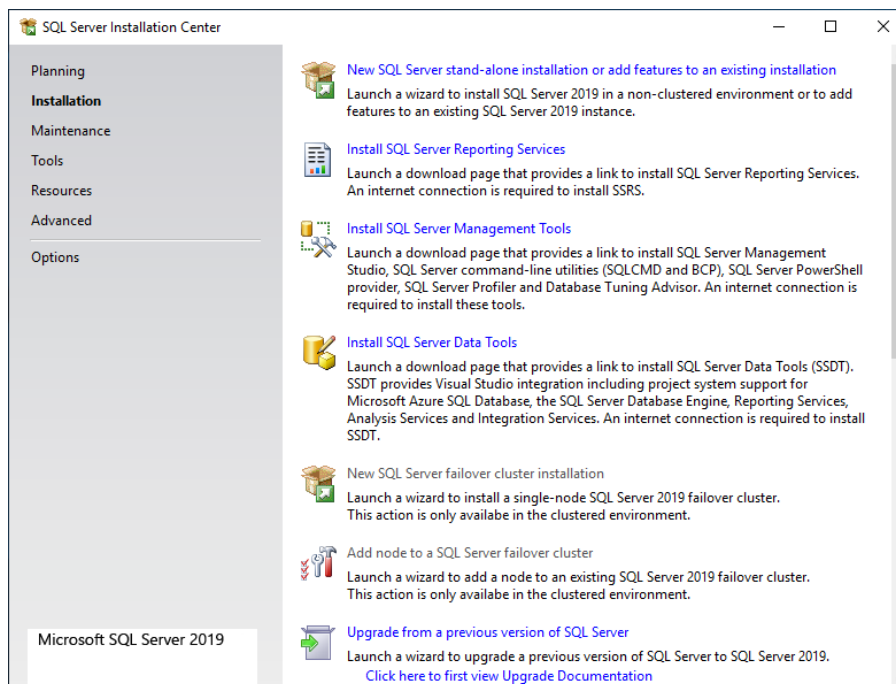 SQL Server Installation Center
Planning
Installation
Maintenance
Tools
Resources
Advanced
Options
Microsoft SQL Server 2019
New SQL Server stand-alone installation or add features to an existing installation
Launch a wizard to install SQL Server 2019 in a non-clustered environment or to add
features to an existing SQL Server 2019 instance.
Install SQL Server Reporting Services
Launch a download page that provides a link to install SQL Server Reporting Services.
An internet connection is required to install SSRS.
Install SQL Server Management Tools
Launch a download page that provides a link to install SQL Server Management
Studio, SQL Server command-line utilities (SQLCMD and BCP), SQL Server PowerShell
provider, SQL Server Profiler and Database Tuning Advisor. An internet connection is
required to install these tools.
Install SQL Server Data Tools
Launch a download page that provides a link to install SQL Server Data Tools (SSDT).
SSDT provides Visual Studio integration including project system support for
Microsoft Azure SQL Database, the SQL Server Database Engine, Reporting Services,
Analysis Services and Integration Services. An internet connection is required to install
SSDT.
New SQL Server failover cluster installation
Launch a wizard to install a single-node SQL Server 2019 failover cluster.
This action is only availabe in the clustered environment.
Add node to a SQL Server failover cluster
Launch a wizard to add a node to an existing SQL Server 2019 failover cluster.
This action is only availabe in the clustered environment.
Upgrade from a previous version of SQL Server
Launch a wizard to upgrade a previous version of SQL Server to SQL Server 2019.
Click here to first view Upgrade Documentation